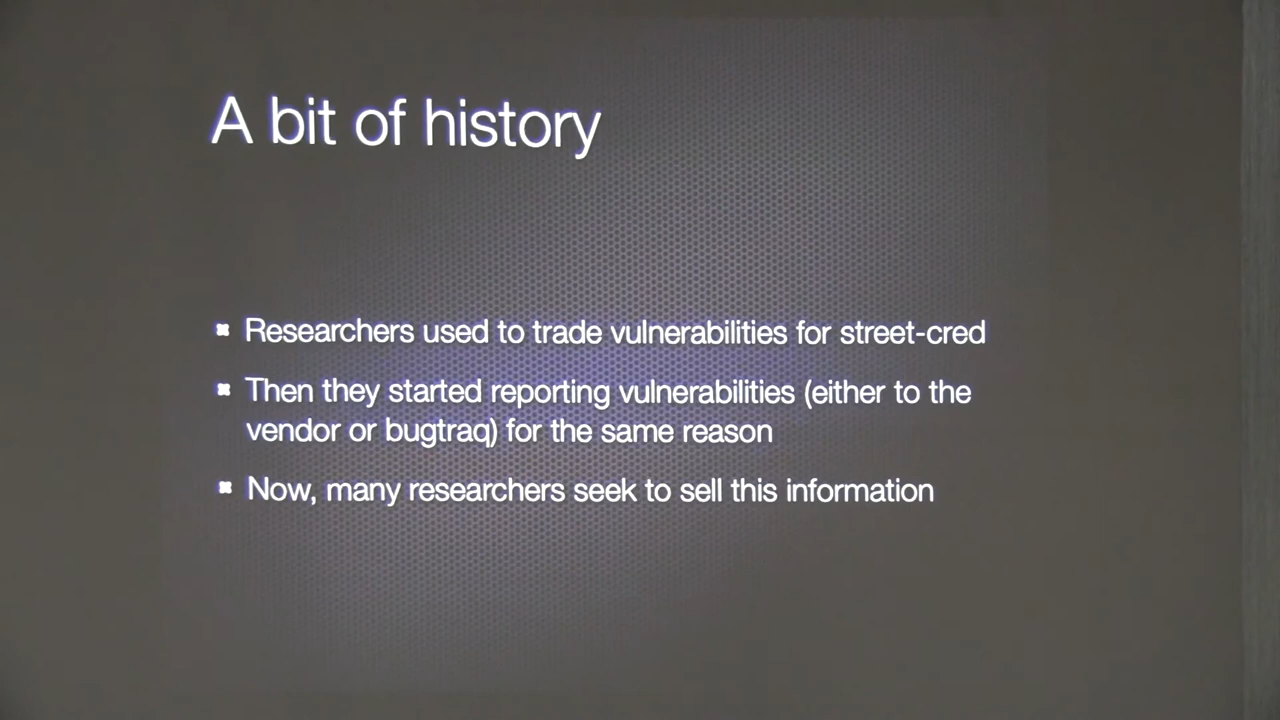 A bit of history
Researchers used to trade vulnerabilities for street-cred
Then they started reporting vulnerabilities (either to the
vendor or bugtraq) for the same reason
Now, many researchers seek to sell this information